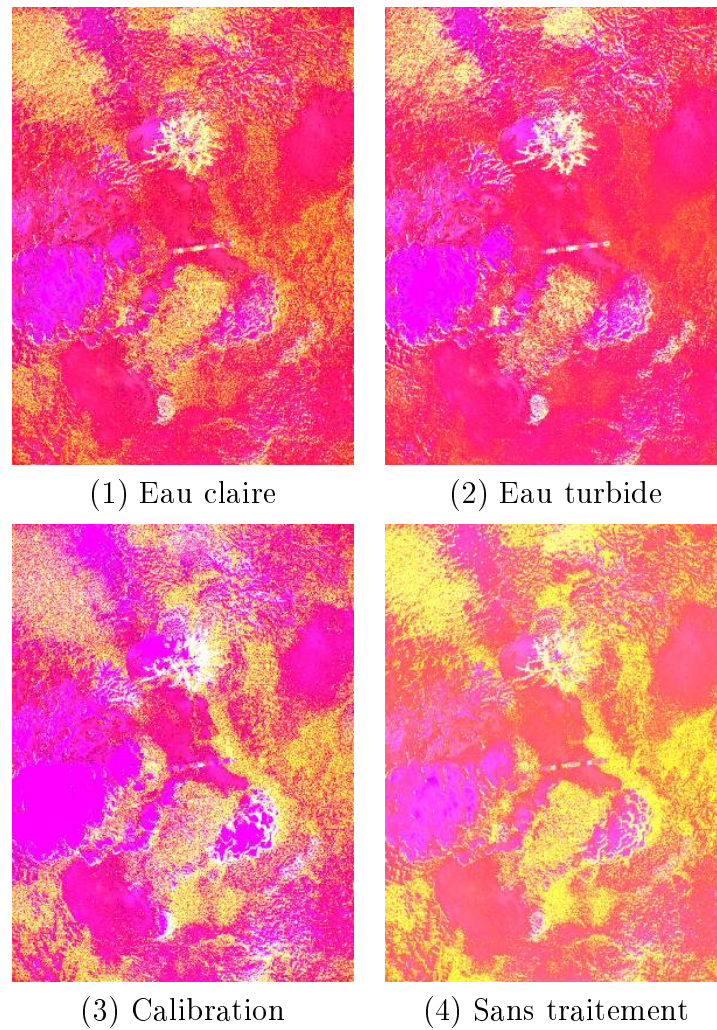 (1) Eau claire
(2) Eau turbide
(3) Calibration
(4) Sans traitement